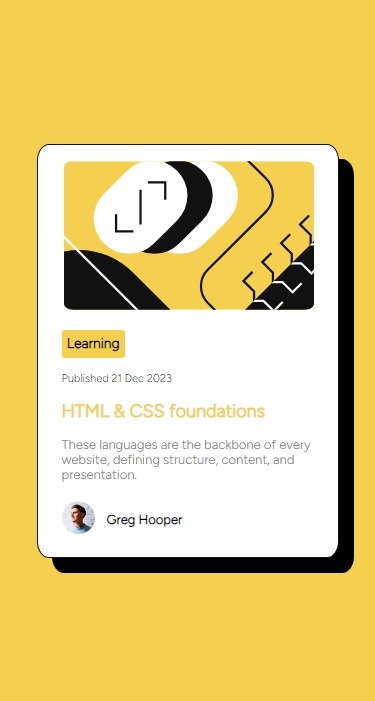 Learning
Published 21 Dec 2023
HTML & CSS foundations
These languages are the backbone of every
website, defining structure, content, and
presentation.
Greg Hooper